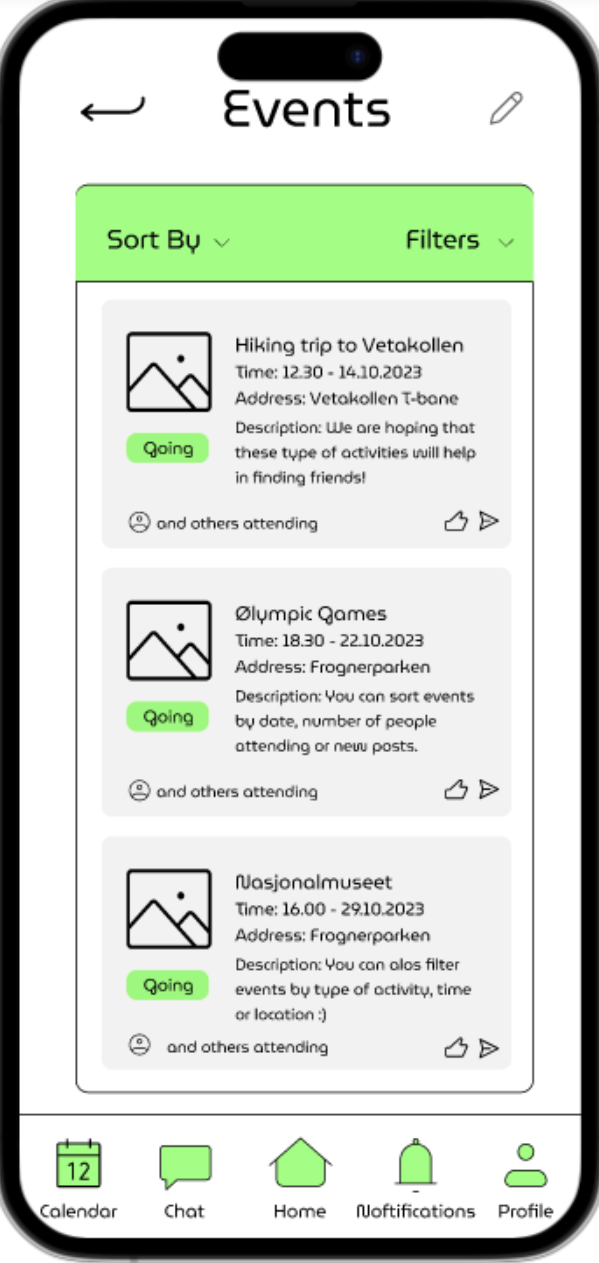 Events
Sort By
Filters
Hiking trip to Vetakollen
Time: 12.30 - 14.10.2023
Address: Vetakollen T-bane
Description: We are hoping that
these type of activities will help
in finding friends!
Going
and others attending
Ølympic Games
Time: 18.30 - 22.10.2023
Address: Frognerparken
Description: You can sort events
by date, number of people
attending or new posts.
Going
and others attending
Nasjonalmuseet
Time: 16.00 - 29.10.2023
Address: Frognerparken
Description: You can alos filter
events by type of activity, time
or location :)
Going
and others attending
12
Calendar
Chat
Home
Noftifications
Profile